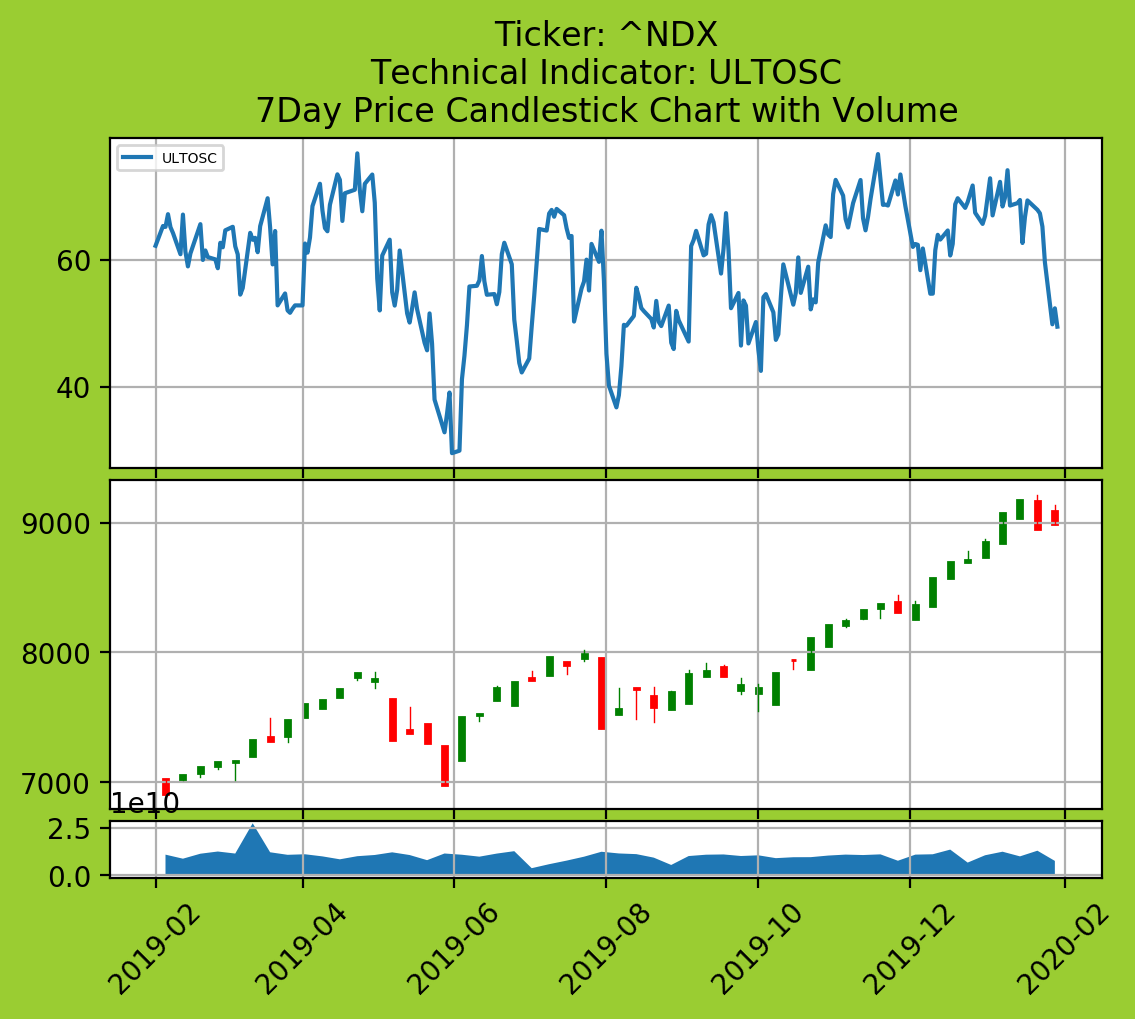 Ticker: ^NDX
Technical Indicator: ULTOSC
7Day Price Candlestick Chart with Volume
ULTOSC
60
40
9000
8000
7000
1e10
2.5
0.0
2019-02
2019-04
2019-06
2019-08
2019-10
2019-12
2020-02